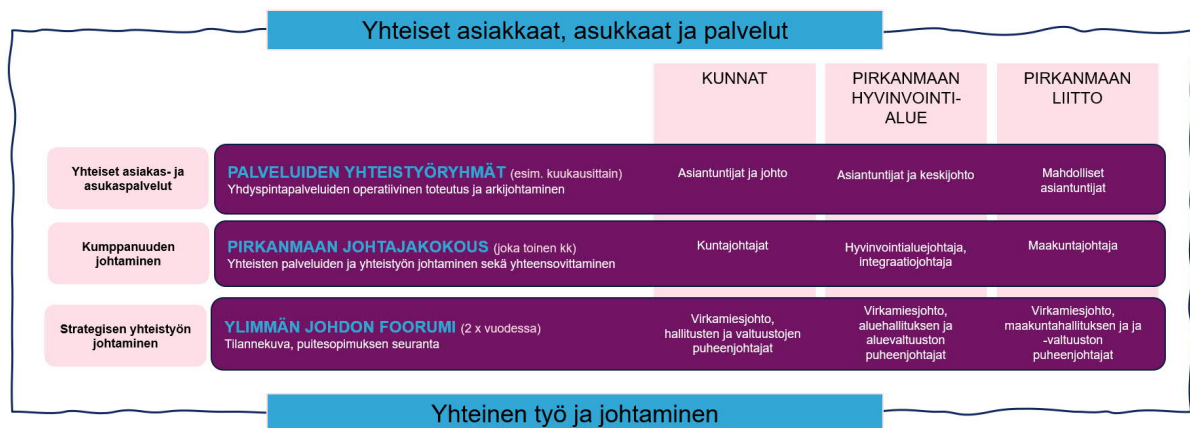 Yhteiset asiakkaat, asukkaat ja palvelut
KUNNAT
PIRKANMAAN
HYVINVOINTI-
ALUE
PIRKANMAAN
LIITTO
Yhteiset asiakas- ja
asukaspalvelut
PALVELUIDEN YHTEISTYÖRYHMÄT (esim. kuukausittain)
Yhdyspintapalveluiden operatiivinen toteutus ja arkijohtaminen
Asiantuntijat ja johto
Asiantuntijat ja keskijohto
Mahdolliset
asiantuntijat
Kumppanuuden
johtaminen
PIRKANMAAN JOHTAJAKOKOUS (joka toinen kk)
Yhteisten palveluiden ja yhteistyön johtaminen sekä yhteensovittaminen
Kuntajohtajat
Hyvinvointialuejohtaja,
integraatiojohtaja
Maakuntajohtaja
Strategisen yhteistyön
johtaminen
YLIMMÄN JOHDON FOORUMI (2 x vuodessa)
Tilannekuva, puitesopimuksen seuranta
Virkamiesjohto,
hallitusten ja valtuustojen
puheenjohtajat
Virkamiesjohto,
aluehallituksen ja
aluevaltuuston
puheenjohtajat
Virkamiesjohto,
maakuntahallituksen ja ja
-valtuuston
puheenjohtajat
Yhteinen työ ja johtaminen